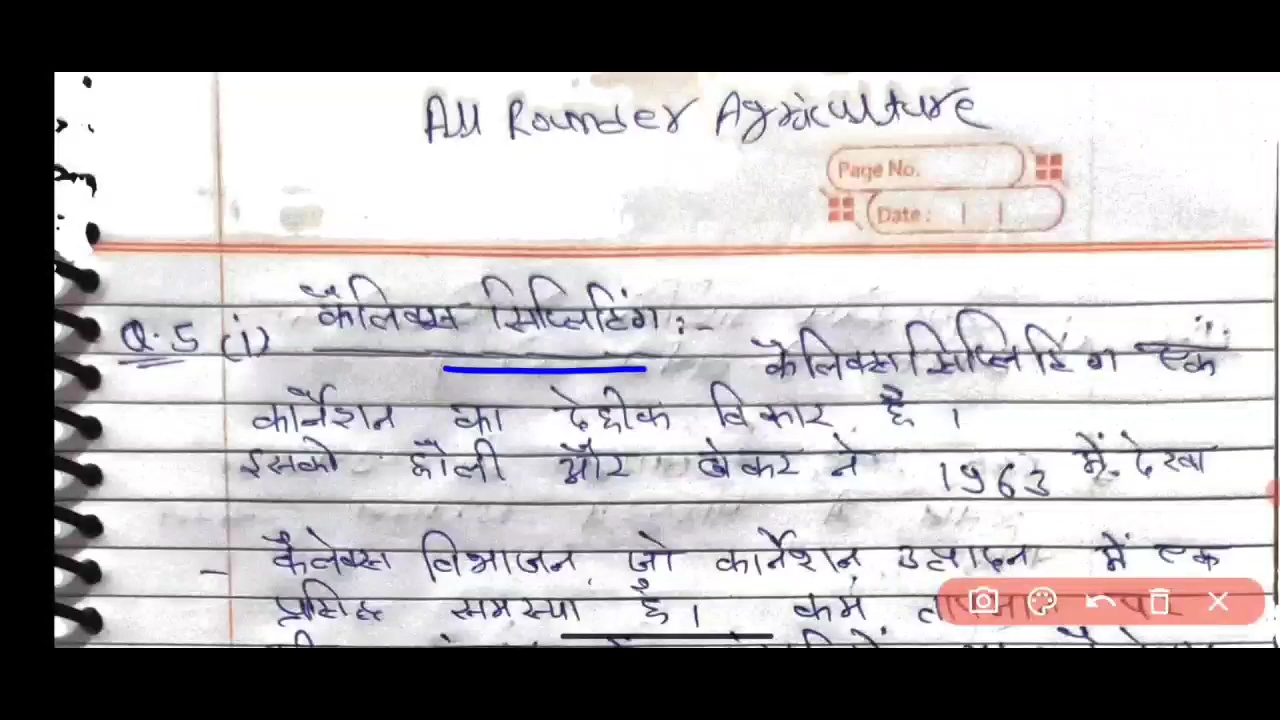 All Rounder Agriculture
Page No.
Date :
Q.5 (i) कैलिक्स स्प्लिटिंग :-
कैलिक्स स्प्लिटिंग एक
कार्नेशन का देहीक विकार है ।
इसको हौली और बेकर ने 1963 में देखा
- कैलेक्स विभाजन जो कार्नेशन उत्पादन में एक
प्रसिद्ध समस्या है । कम पर